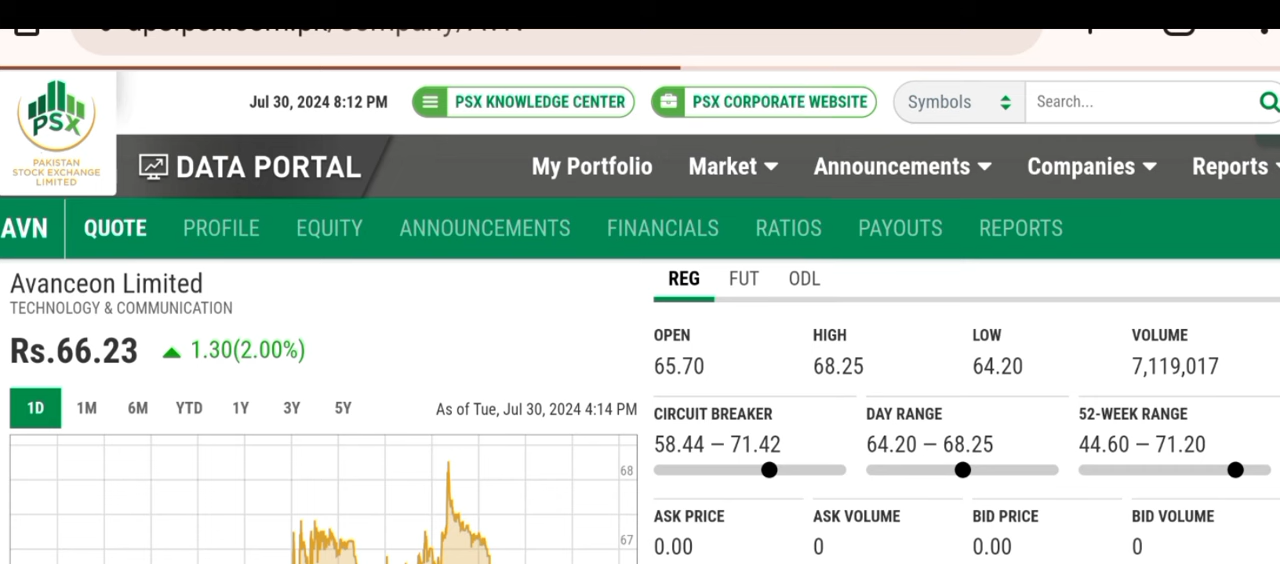 Jul 30, 2024 8:12 PM
PSX KNOWLEDGE CENTER
PSX CORPORATE WEBSITE
Symbols
Search...
PSX
PAKISTAN
STOCK EXCHANGE
LIMITED
DATA PORTAL
My Portfolio
Market
Announcements
Companies
Reports
AVN
QUOTE
PROFILE
EQUITY
ANNOUNCEMENTS
FINANCIALS
RATIOS
PAYOUTS
REPORTS
Avanceon Limited
TECHNOLOGY & COMMUNICATION
Rs.66.23
1.30(2.00%)
1D 1M 6M YTD 1Y 3Y 5Y
As of Tue, Jul 30, 2024 4:14 PM
68
67
REG FUT ODL
OPEN HIGH LOW VOLUME
65.70 68.25 64.20 7,119,017
CIRCUIT BREAKER DAY RANGE 52-WEEK RANGE
58.44 — 71.42 64.20 — 68.25 44.60 — 71.20
ASK PRICE ASK VOLUME BID PRICE BID VOLUME
0.00 0 0.00 0